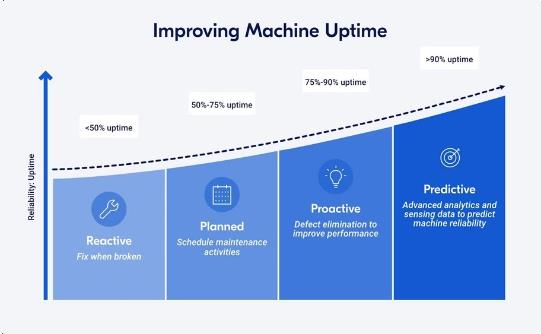 Improving Machine Uptime
>90% uptime
75%-90% uptime
50%-75% uptime
<50% uptime
Reliability: Uptime
Reactive
Fix when broken
Planned
Schedule maintenance
activities
Proactive
Defect elimination to
improve performance
Predictive
Advanced analytics and
sensing data to predict
machine reliability